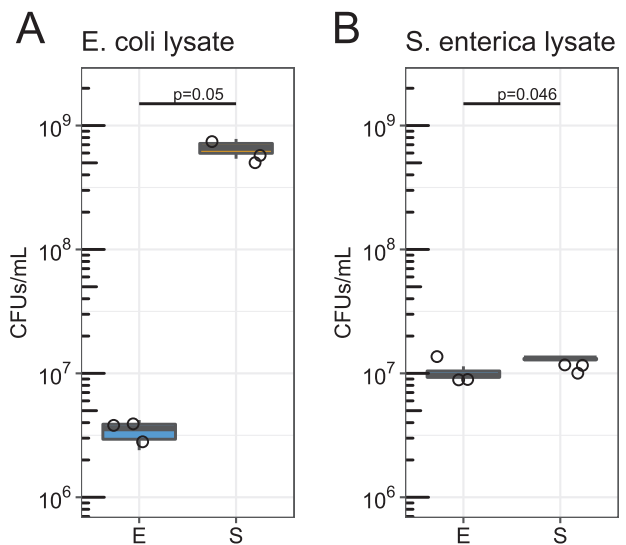 A
E. coli lysate
p=0.05
10⁹
10⁸
10⁷
10⁶
CFUs/mL
E S
B
S. enterica lysate
p=0.046
10⁹
10⁸
10⁷
10⁶
CFUs/mL
E S